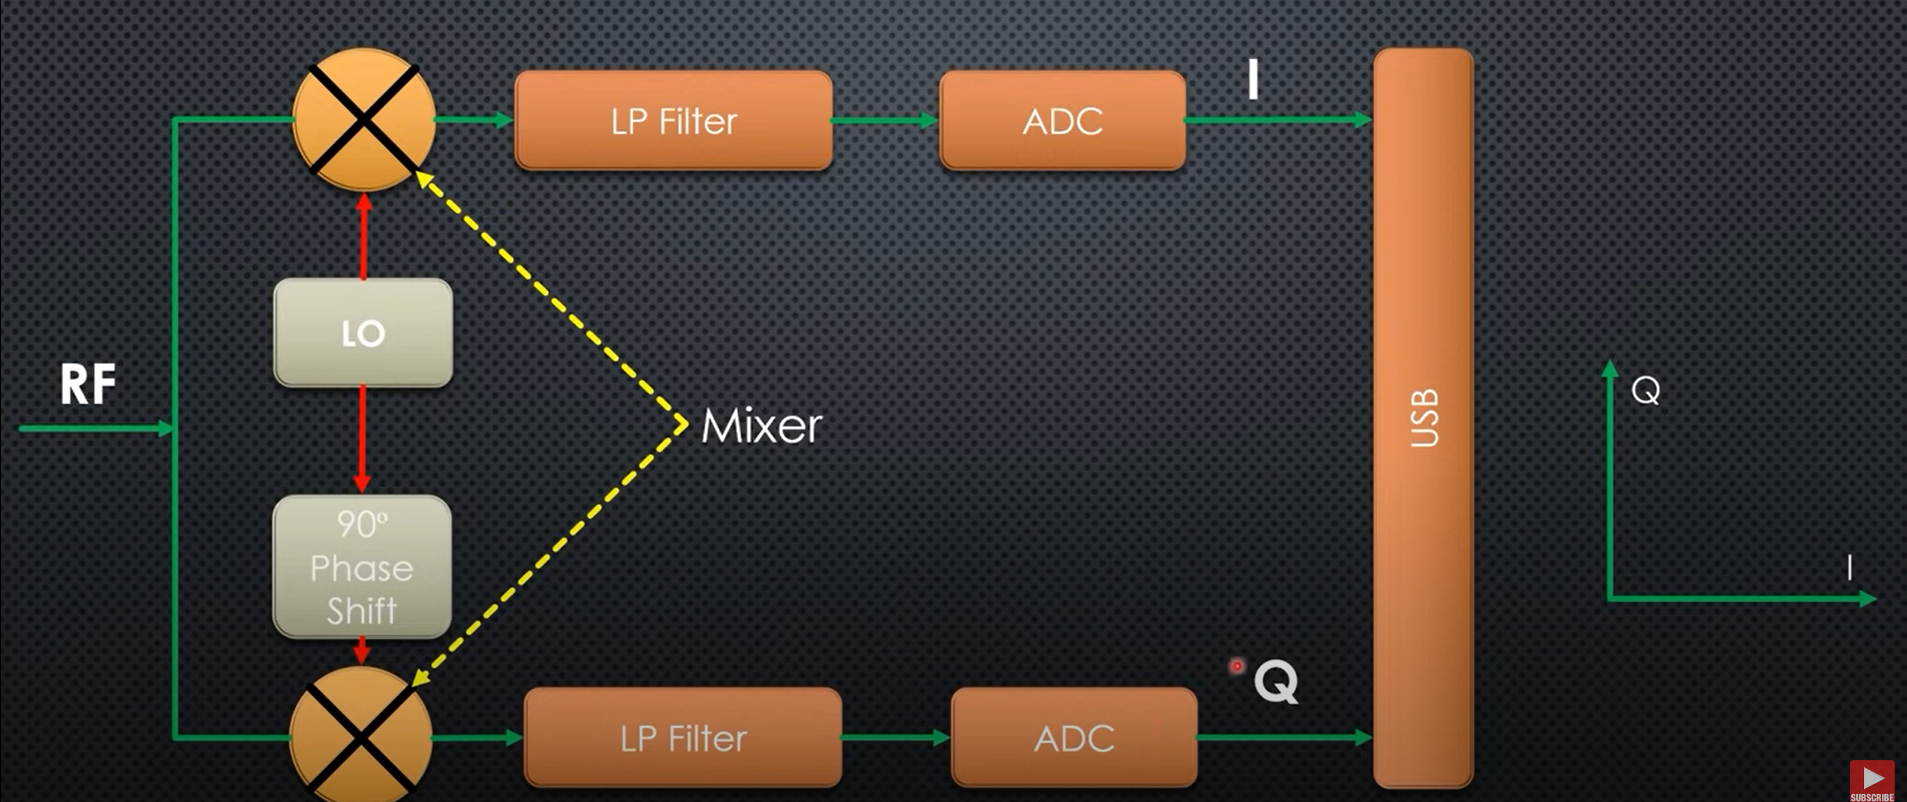 I
LP Filter
ADC
LO
RF
Mixer
USB
Q
90º
Phase
Shift
I
Q
LP Filter
ADC
SUBSCRIBE